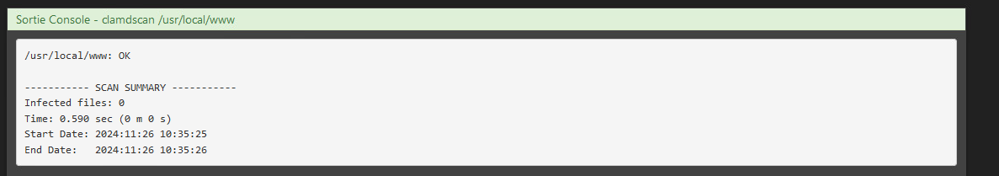 Sortie Console - clamdscan /usr/local/www
/usr/local/www: OK
----------- SCAN SUMMARY -----------
Infected files: 0
Time: 0.590 sec (0 m 0 s)
Start Date: 2024:11:26 10:35:25
End Date:   2024:11:26 10:35:26